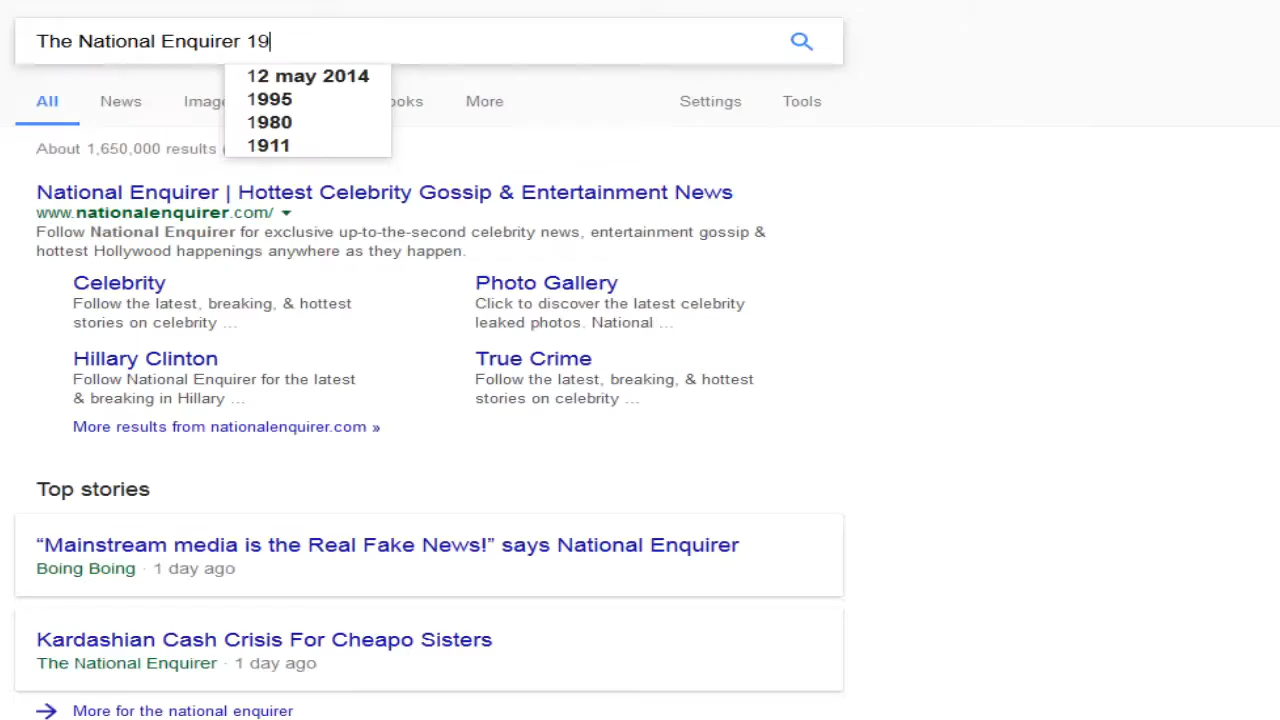 The National Enquirer 19
12 may 2014
1995
1980
1911
All News Imag ooks More Settings Tools
About 1,650,000 results (
National Enquirer | Hottest Celebrity Gossip & Entertainment News
www.nationalenquirer.com/
Follow National Enquirer for exclusive up-to-the-second celebrity news, entertainment gossip &
hottest Hollywood happenings anywhere as they happen.
Celebrity
Follow the latest, breaking, & hottest
stories on celebrity ...
Photo Gallery
Click to discover the latest celebrity
leaked photos. National ...
Hillary Clinton
Follow National Enquirer for the latest
& breaking in Hillary ...
True Crime
Follow the latest, breaking, & hottest
stories on celebrity ...
More results from nationalenquirer.com »
Top stories
“Mainstream media is the Real Fake News!” says National Enquirer
Boing Boing · 1 day ago
Kardashian Cash Crisis For Cheapo Sisters
The National Enquirer · 1 day ago
More for the national enquirer